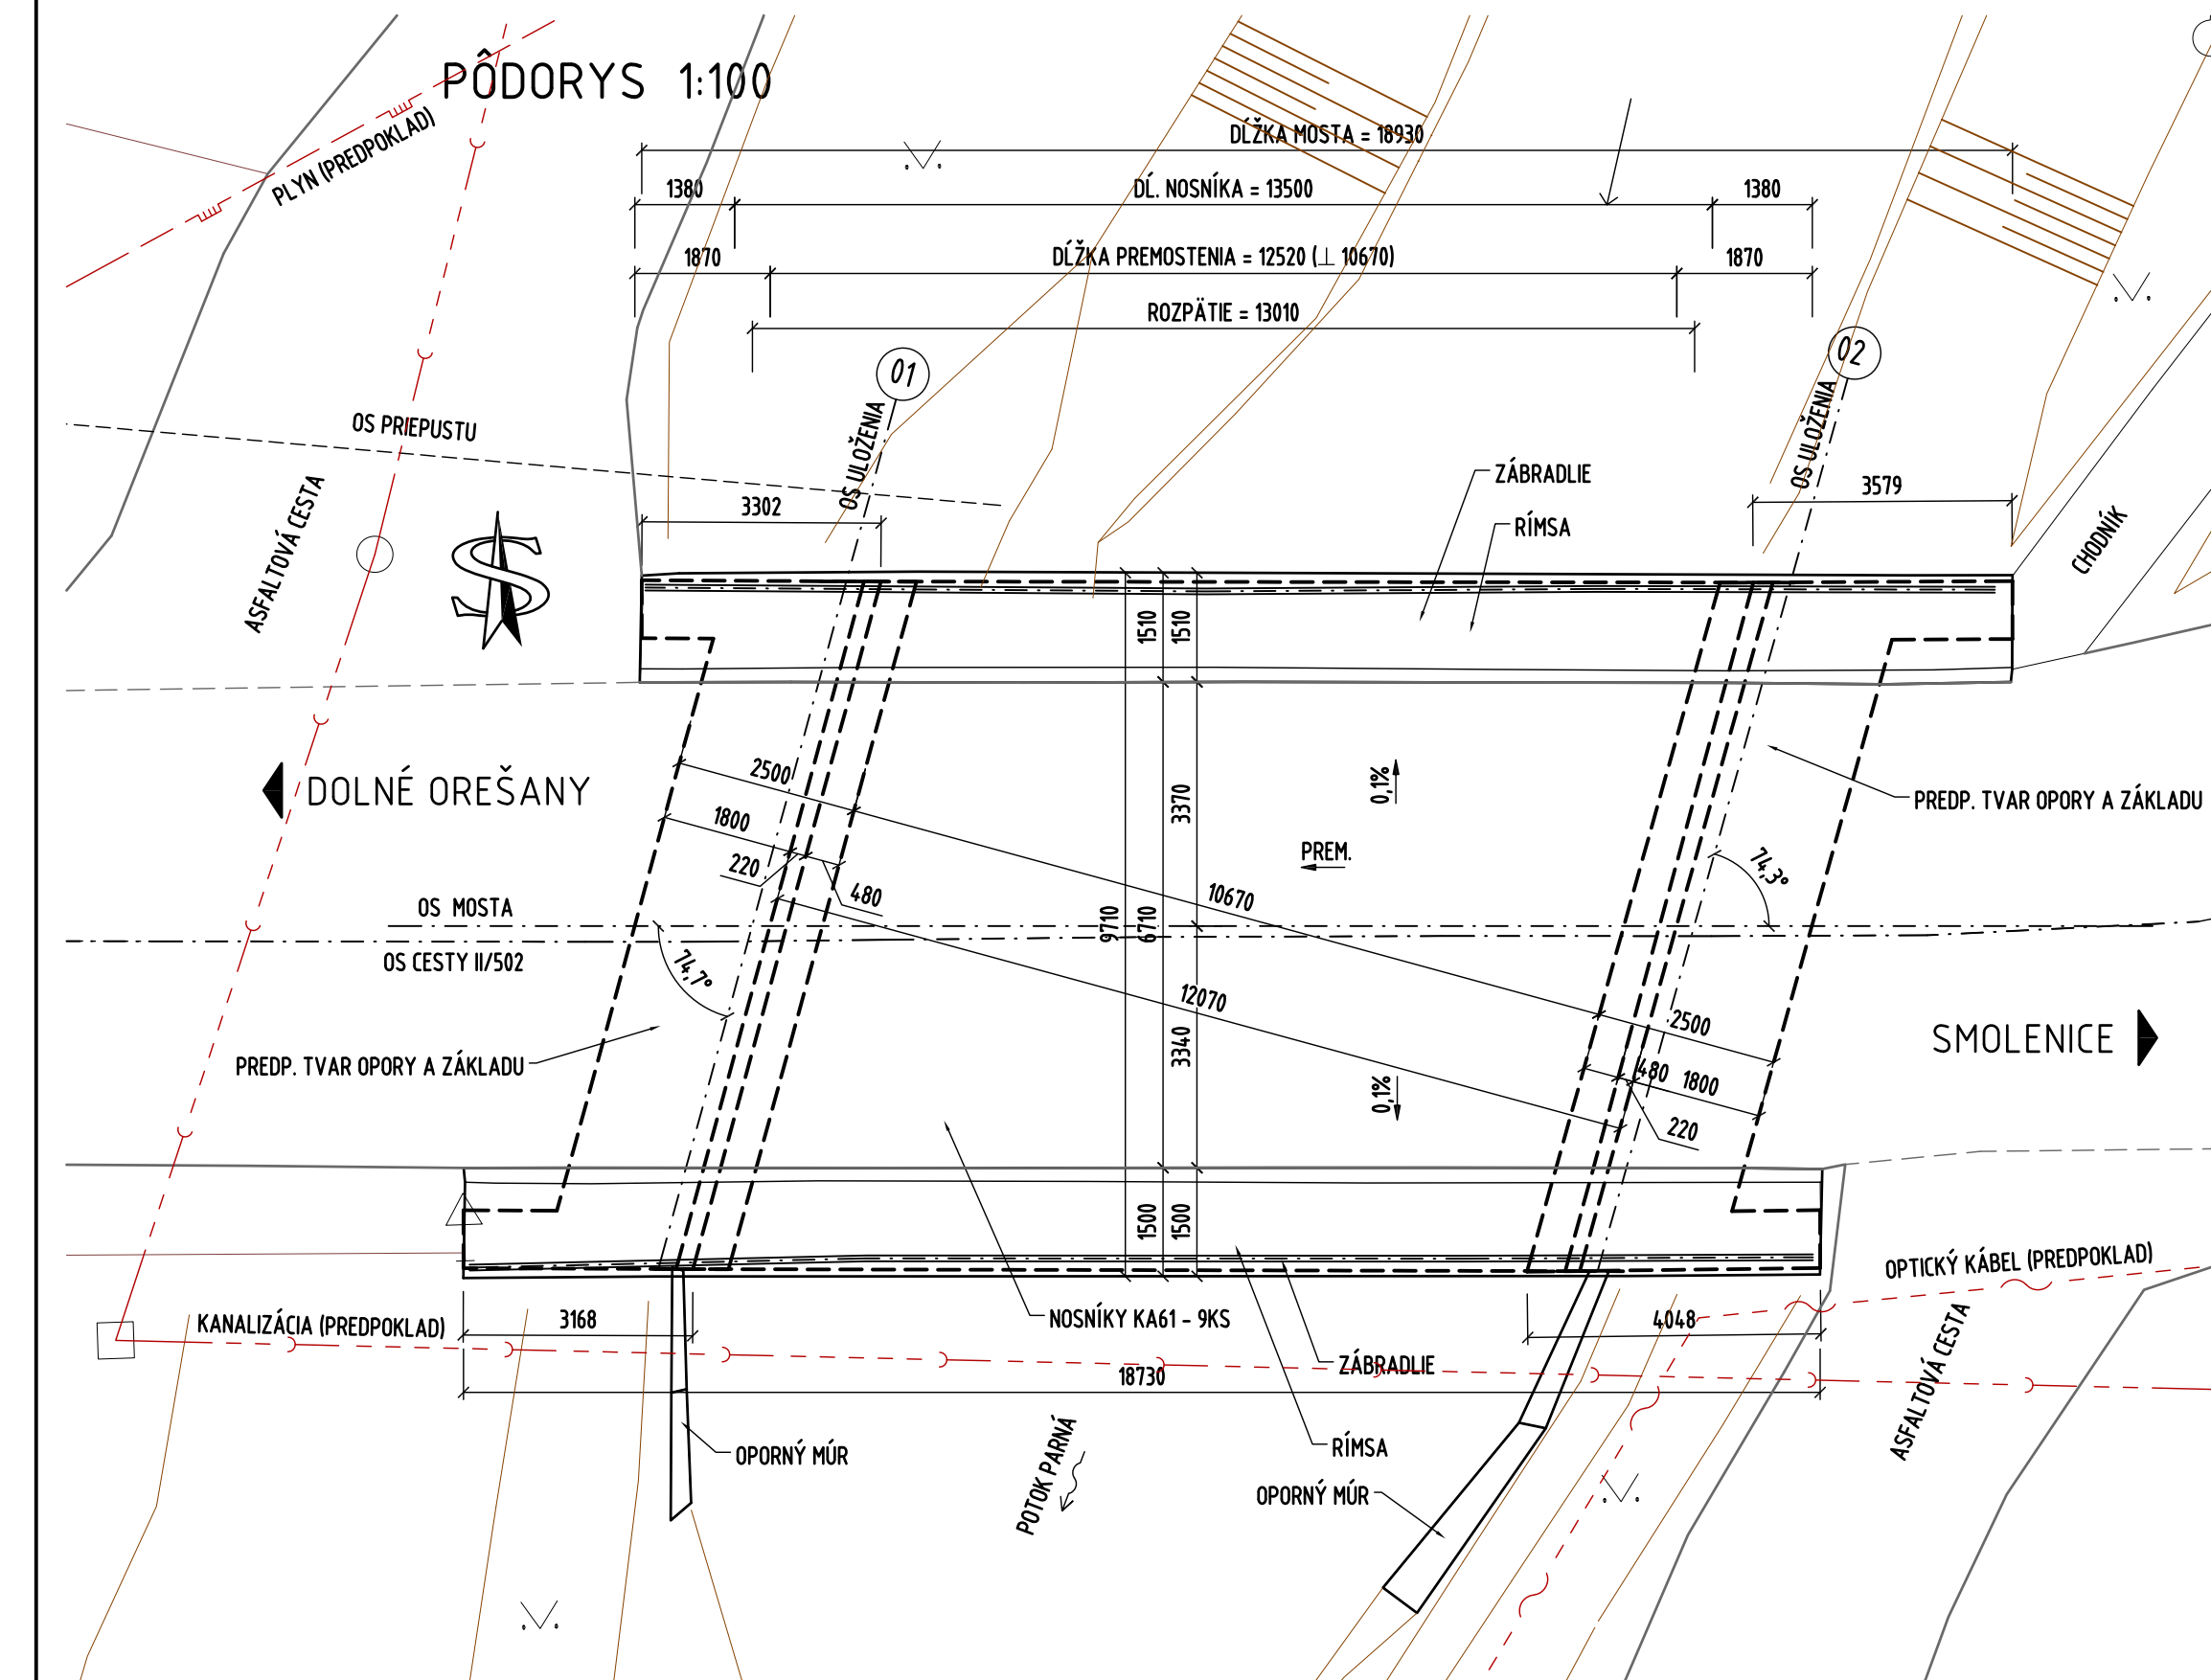 PÔDORYS 1:100
PLYN (PREDPOKLAD)
DĹŽKA MOSTA = 18930
1380
DĹ. NOSNÍKA = 13500
1380
1870
DĹŽKA PREMOSTENIA = 12520 (⊥ 10670)
1870
ROZPÄTIE = 13010
01
02
OS ULOŽENIA
OS ULOŽENIA
OS PRIEPUSTU
ASFALTOVÁ CESTA
3302
ZÁBRADLIE
RÍMSA
3579
CHODNÍK
S
1510
1510
DOLNÉ OREŠANY
2500
1800
220
480
3370
0,1%
PREM.
PREDP. TVAR OPORY A ZÁKLADU
74,3°
10670
OS MOSTA
9710
6710
OS CESTY II/502
74,7°
12070
2500
SMOLENICE
PREDP. TVAR OPORY A ZÁKLADU
3340
0,1%
480
1800
220
1500
1500
OPTICKÝ KÁBEL (PREDPOKLAD)
KANALIZÁCIA (PREDPOKLAD)
3168
NOSNÍKY KA61 - 9KS
4048
ZÁBRADLIE
18730
ASFALTOVÁ CESTA
OPORNÝ MÚR
RÍMSA
POTOK PARNÁ
OPORNÝ MÚR